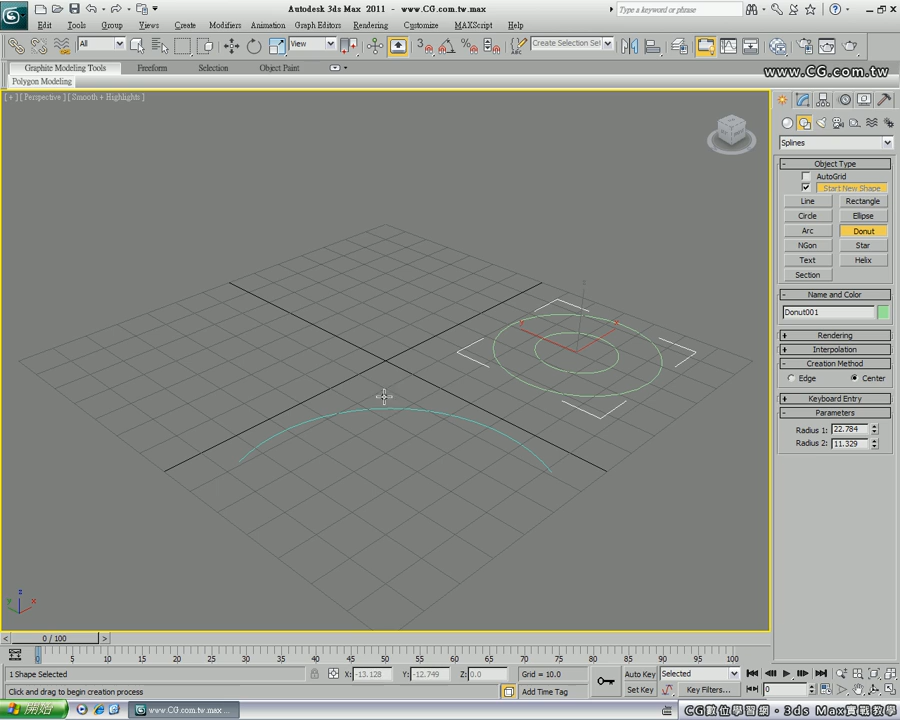 Autodesk 3ds Max 2011 - www.CG.com.tw.max
Type a keyword or phrase
Edit Tools Group Views Create Modifiers Animation Graph Editors Rendering Customize MAXScript Help
All
View
Create Selection Set
Graphite Modeling Tools Freeform Selection Object Paint
Polygon Modeling
www.CG.com.tw
[ + ] [ Perspective ] [ Smooth + Highlights ]
Splines
Object Type
AutoGrid
Start New Shape
Line Rectangle
Circle Ellipse
Arc Donut
NGon Star
Text Helix
Section
Name and Color
Donut001
Rendering
Interpolation
Creation Method
Edge Center
Keyboard Entry
Parameters
Radius 1: 22.784
Radius 2: 11.329
y x
z
y x
0 / 100
0 5 10 15 20 25 30 35 40 45 50 55 60 65 70 75 80 85 90 95 100
1 Shape Selected
X: -13.128 Y: -12.749 Z: 0.0 Grid = 10.0
Auto Key Selected
Click and drag to begin creation process
Add Time Tag
Set Key Key Filters... 0
開始 www.CG.com.tw.max ...
CG數位學習網·3ds Max實戰教學